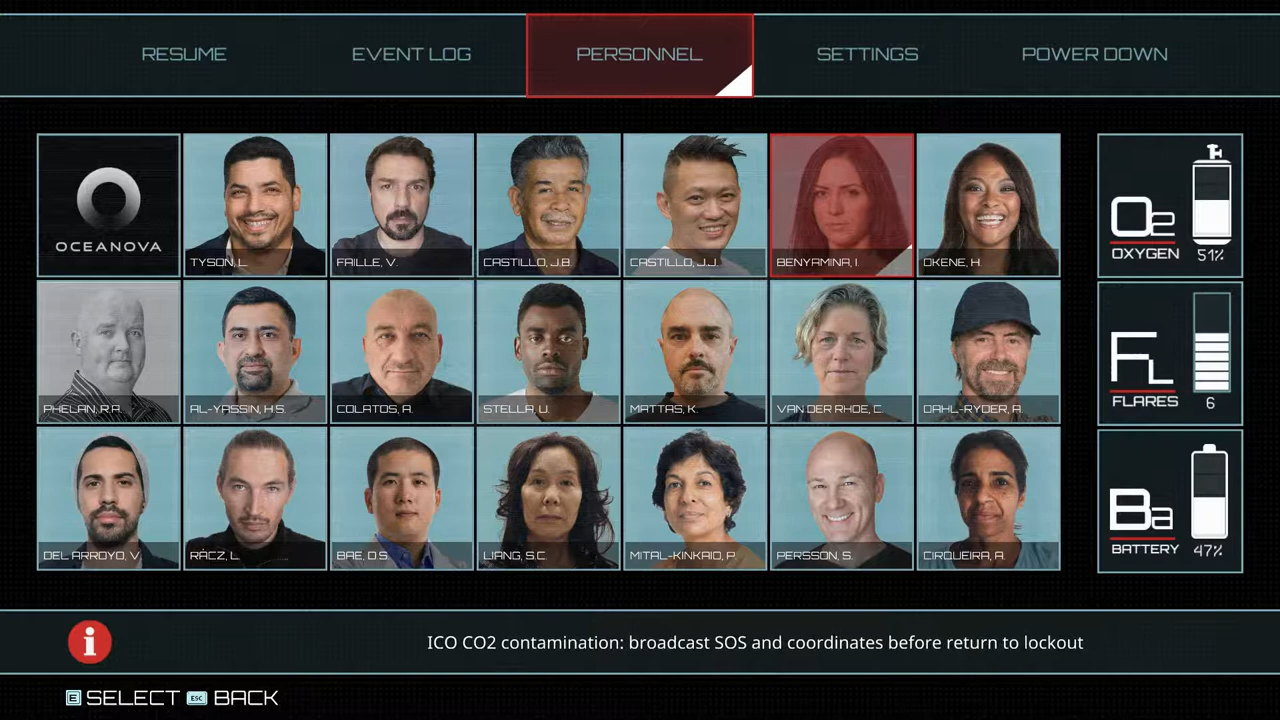 RESUME
EVENT LOG
PERSONNEL
SETTINGS
POWER DOWN
OCEANOVA
TYSON, L.
FAILLE, V.
CASTILLO, J.B.
CASTILLO, J.J.
BENYAMINA, I.
OKENE, H.
O2
OXYGEN 51%
PHELAN, R.A.
AL-YASSIN, H.S.
COLATOS, A.
STELLA, U.
MATTAS, K.
VAN DER RHOE, C.
DAHL-RYDER, A.
FL
FLARES 6
DEL ARROYO, V.
RÁCZ, L.
BAE, D.S.
LIANG, S.C.
MITAL-KINKAID, P.
PERSSON, S.
CIRQUEIRA, A.
Ba
BATTERY 47%
i ICO CO2 contamination: broadcast SOS and coordinates before return to lockout
E SELECT ESC BACK